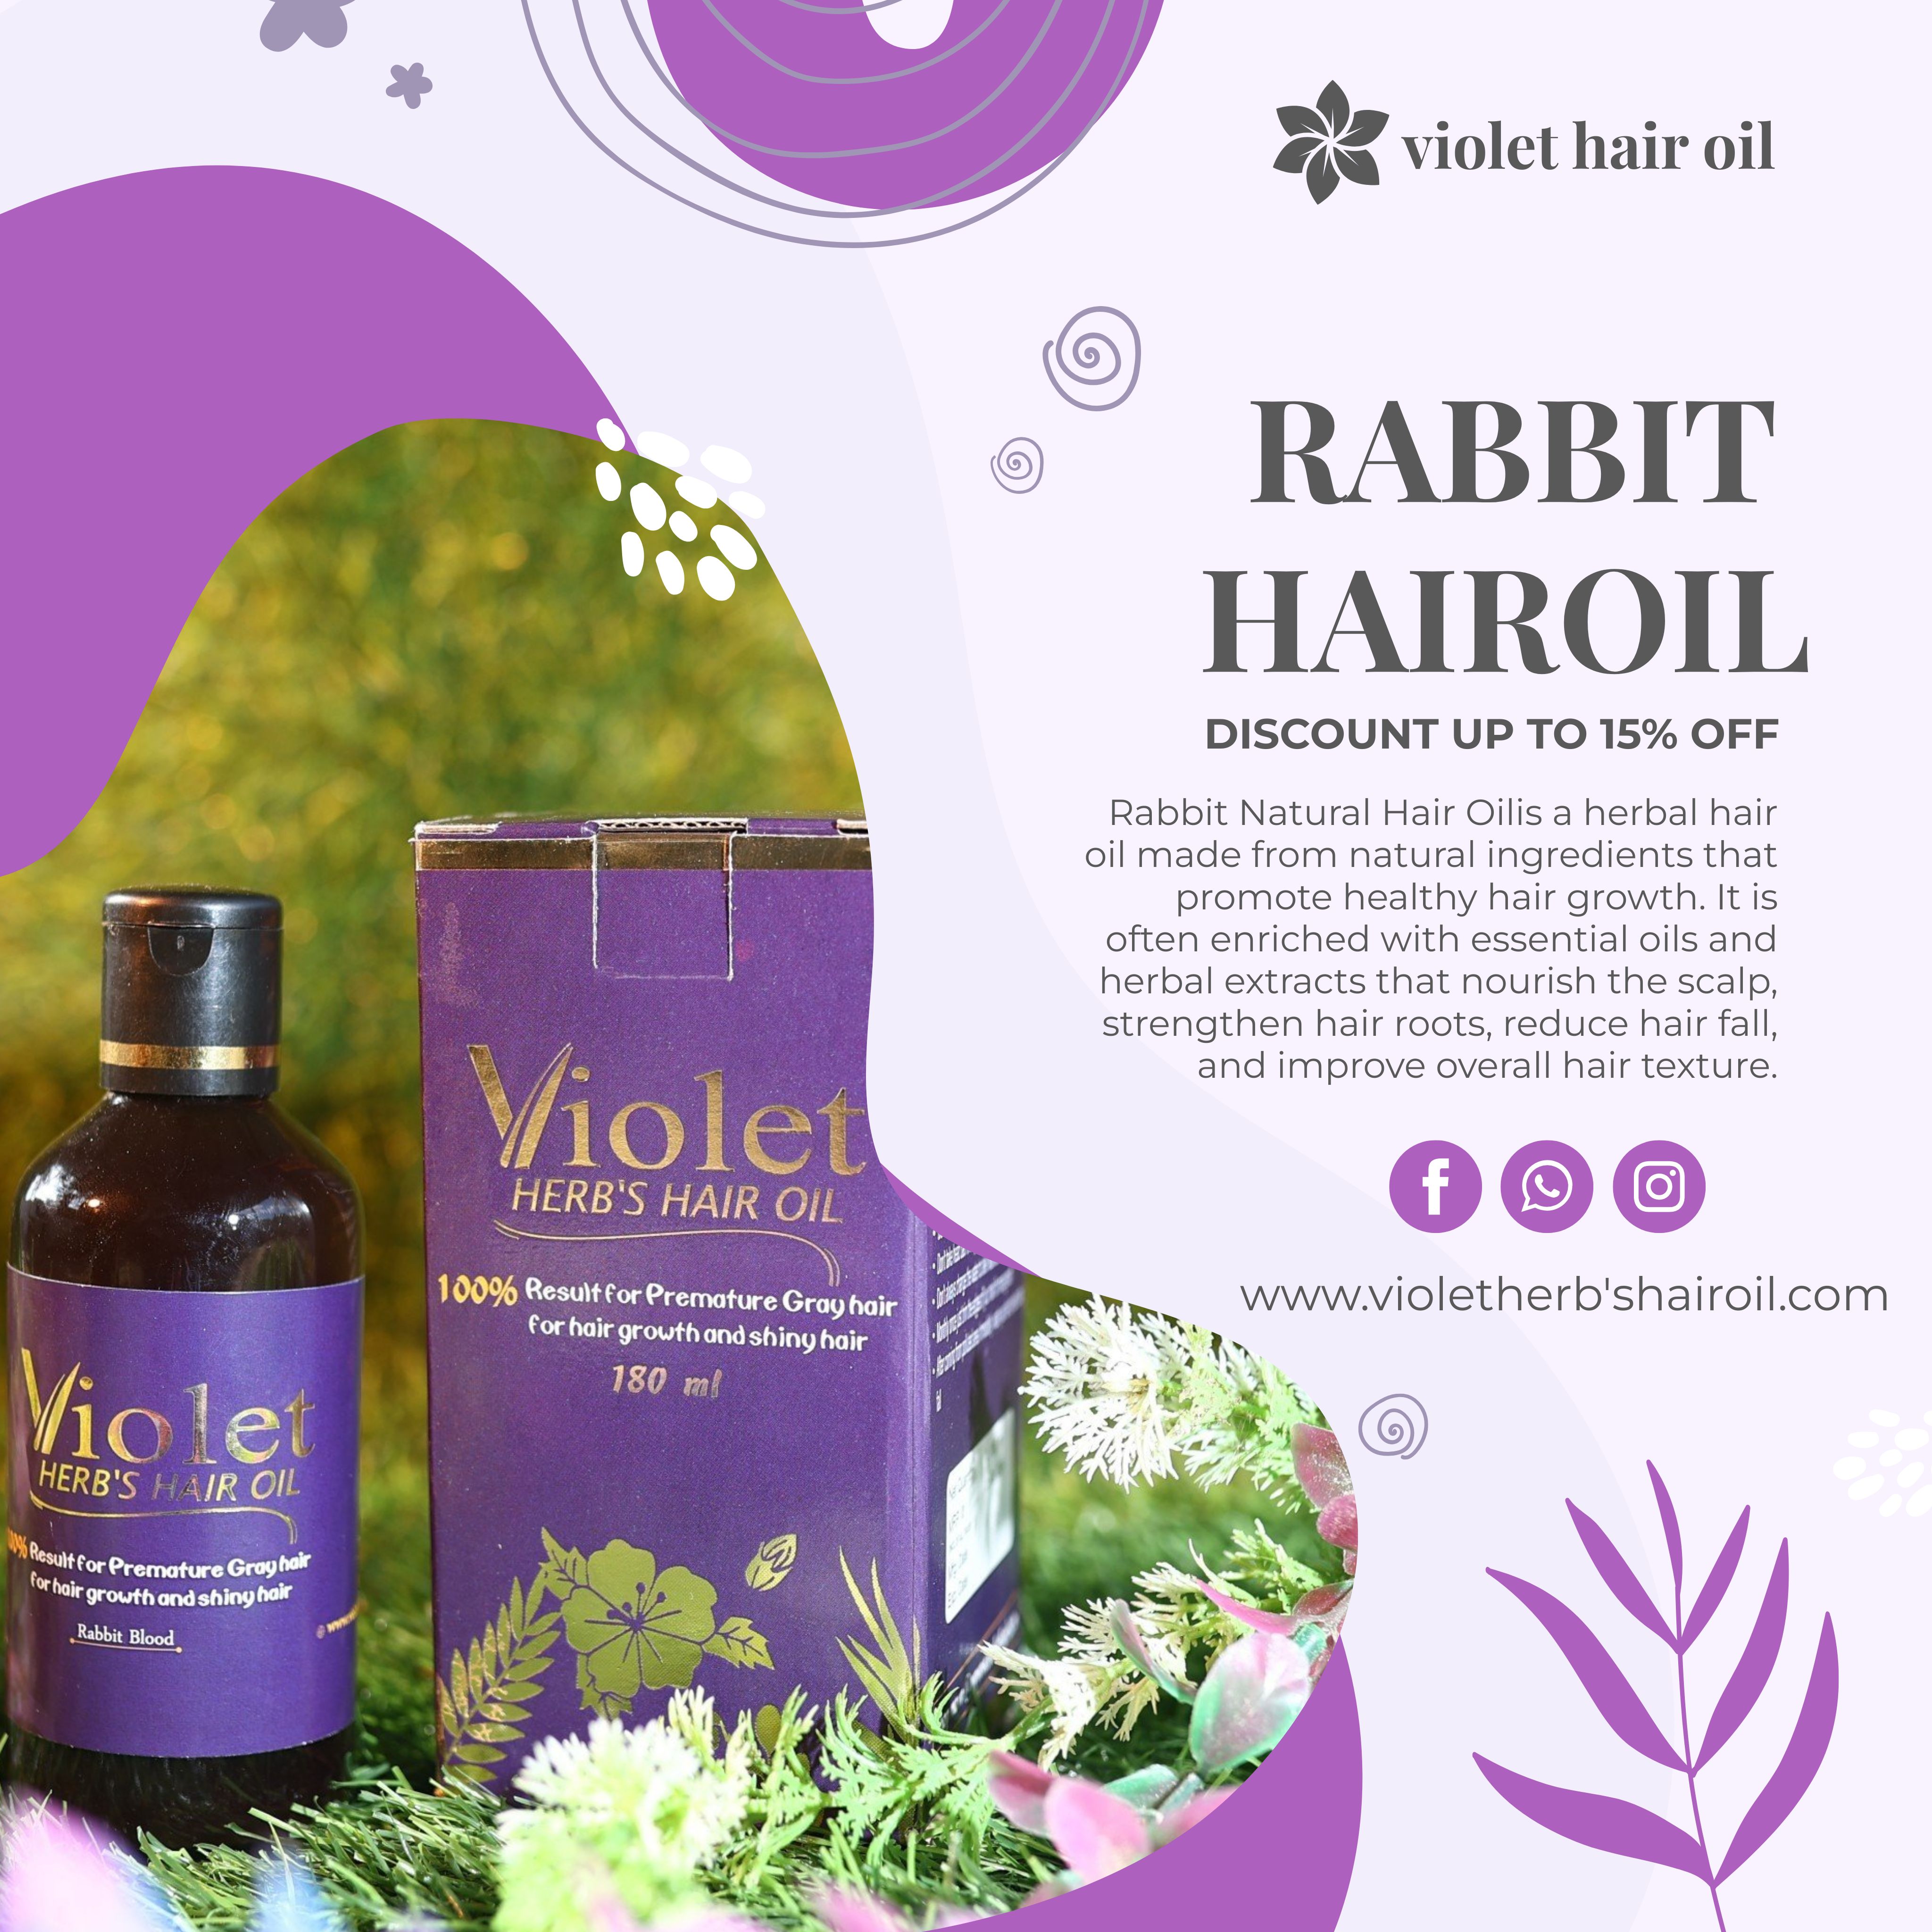 violet hair oil
RABBIT
HAIROIL
DISCOUNT UP TO 15% OFF
Rabbit Natural Hair Oilis a herbal hair
oil made from natural ingredients that
promote healthy hair growth. It is
often enriched with essential oils and
herbal extracts that nourish the scalp,
strengthen hair roots, reduce hair fall,
and improve overall hair texture.
www.violetherb'shairoil.com
Violet
HERB'S HAIR OIL
100% Result for Premature Gray hair
for hair growth and shiny hair
180 ml
Violet
HERB'S HAIR OIL
Result for Premature Gray hair
for hair growth and shiny hair
Rabbit Blood